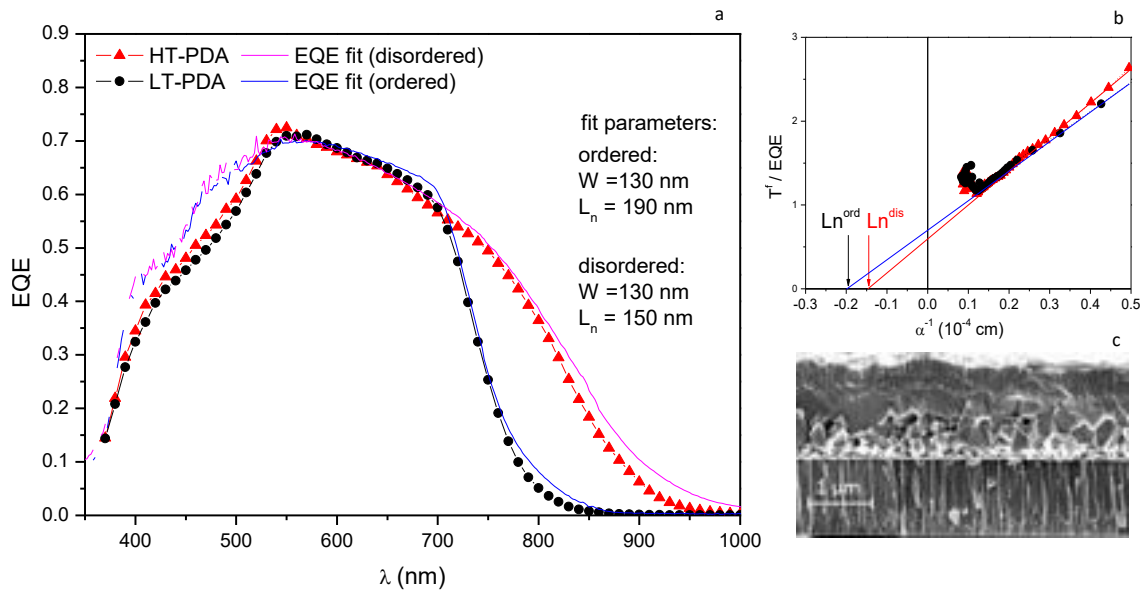 a
0.9
0.8
0.7
0.6
0.5
0.4
0.3
0.2
0.1
0.0
EQE
HT-PDA
EQE fit (disordered)
LT-PDA
EQE fit (ordered)
fit parameters:
ordered:
W =130 nm
Lₙ = 190 nm
disordered:
W =130 nm
Lₙ = 150 nm
400 500 600 700 800 900 1000
λ (nm)
b
3
2
1
0
Tᶠ / EQE
Lnᵒʳᵈ Lnᵈⁱˢ
-0.3 -0.2 -0.1 0.0 0.1 0.2 0.3 0.4 0.5
α⁻¹ (10⁻⁴ cm)
c
1 µm